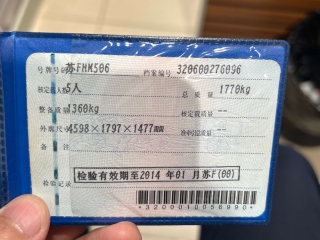 号牌号码 苏FHM506 档案编号 320600276096
核定载人数 5人 总质量 1770kg
整备质量 1360kg 核定载质量 --
外廓尺寸 4598×1797×1477㎜ 准牵引总质量 --
备注
检验记录 检验有效期至2014年01月苏F(00)
*3200010056990*